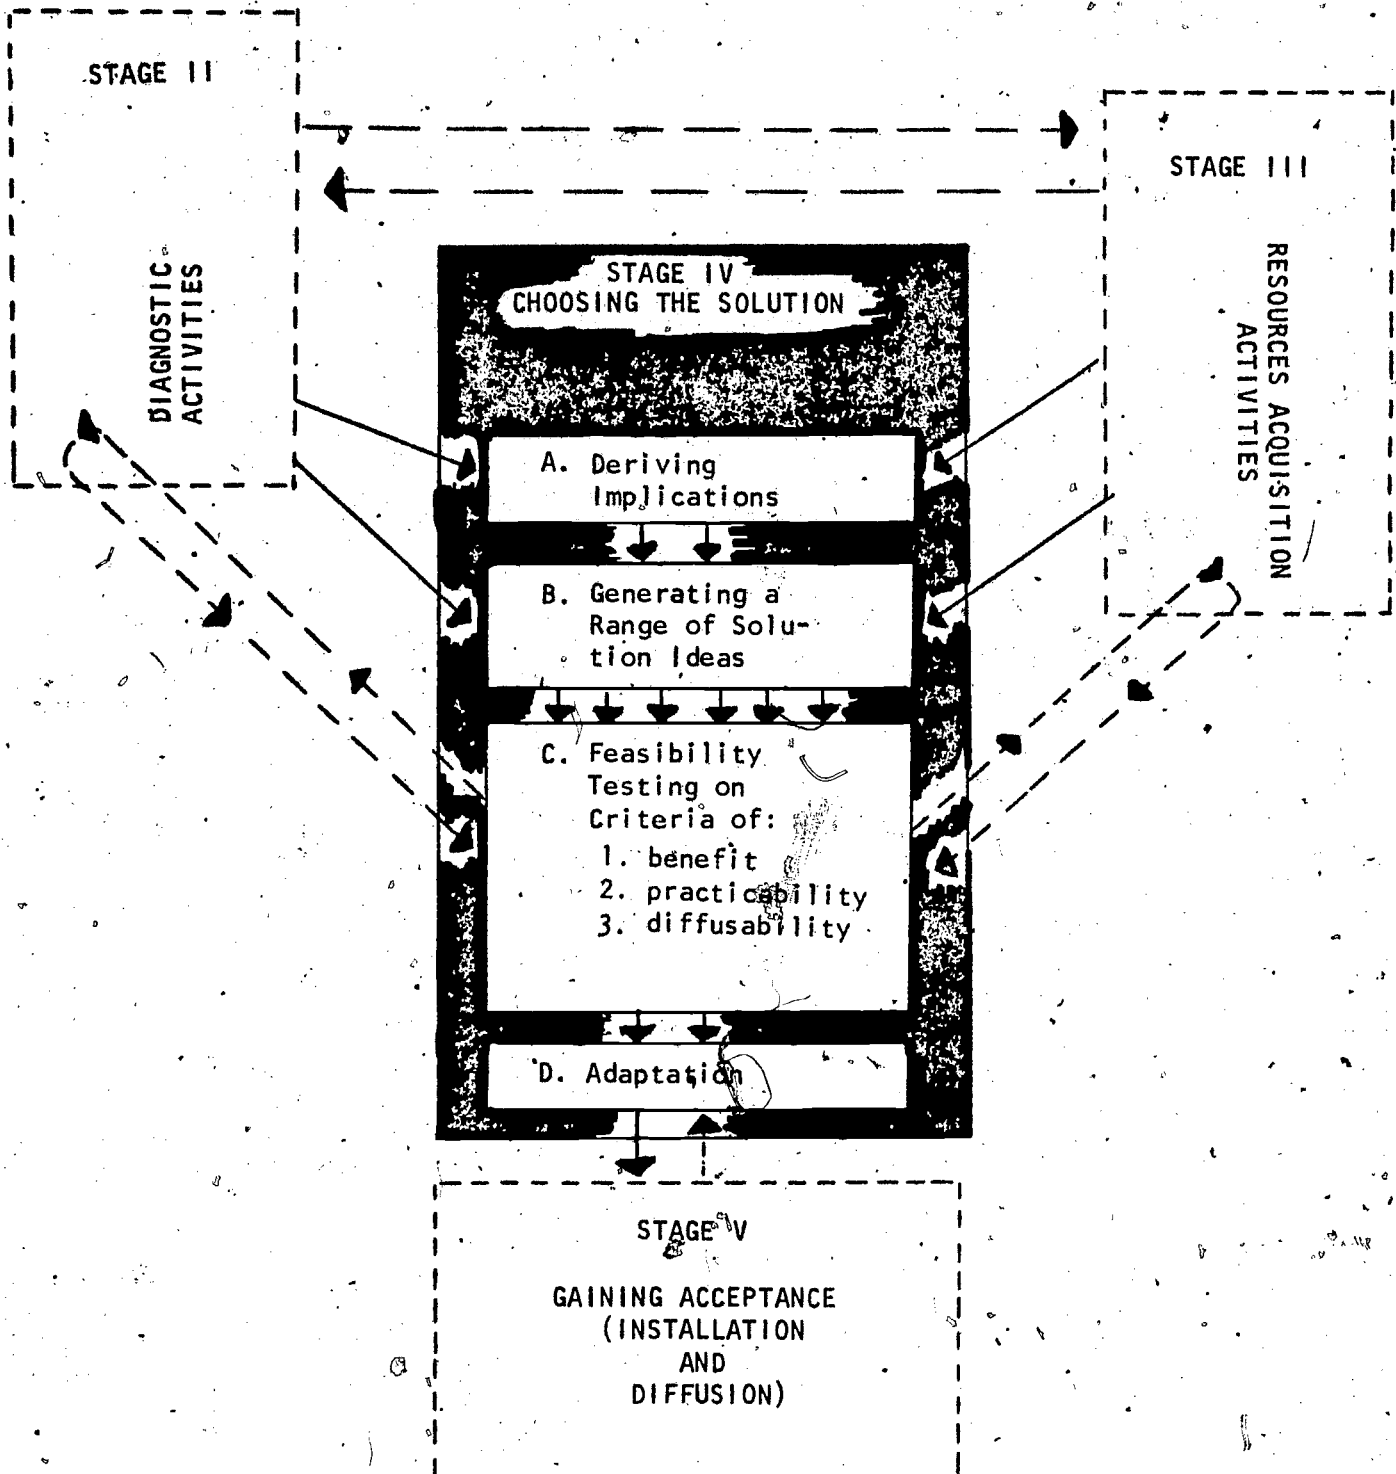 STAGE II
DIAGNOSTIC
ACTIVITIES
STAGE III
RESOURCES ACQUISITION
ACTIVITIES
STAGE IV
CHOOSING THE SOLUTION
A. Deriving
Implications
B. Generating a
Range of Solu-
tion Ideas
C. Feasibility
Testing on
Criteria of:
1. benefit
2. practicability
3. diffusability
D. Adaptation
STAGE V
GAINING ACCEPTANCE
(INSTALLATION
AND
DIFFUSION)